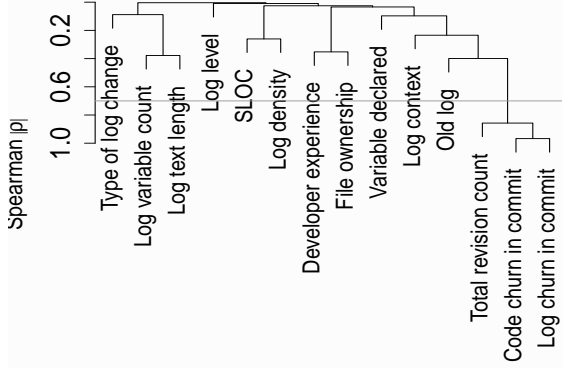 Spearman |ρ|
0.2
0.6
1.0
Type of log change
Log variable count
Log text length
Log level
SLOC
Log density
Developer experience
File ownership
Variable declared
Log context
Old log
Total revision count
Code churn in commit
Log churn in commit